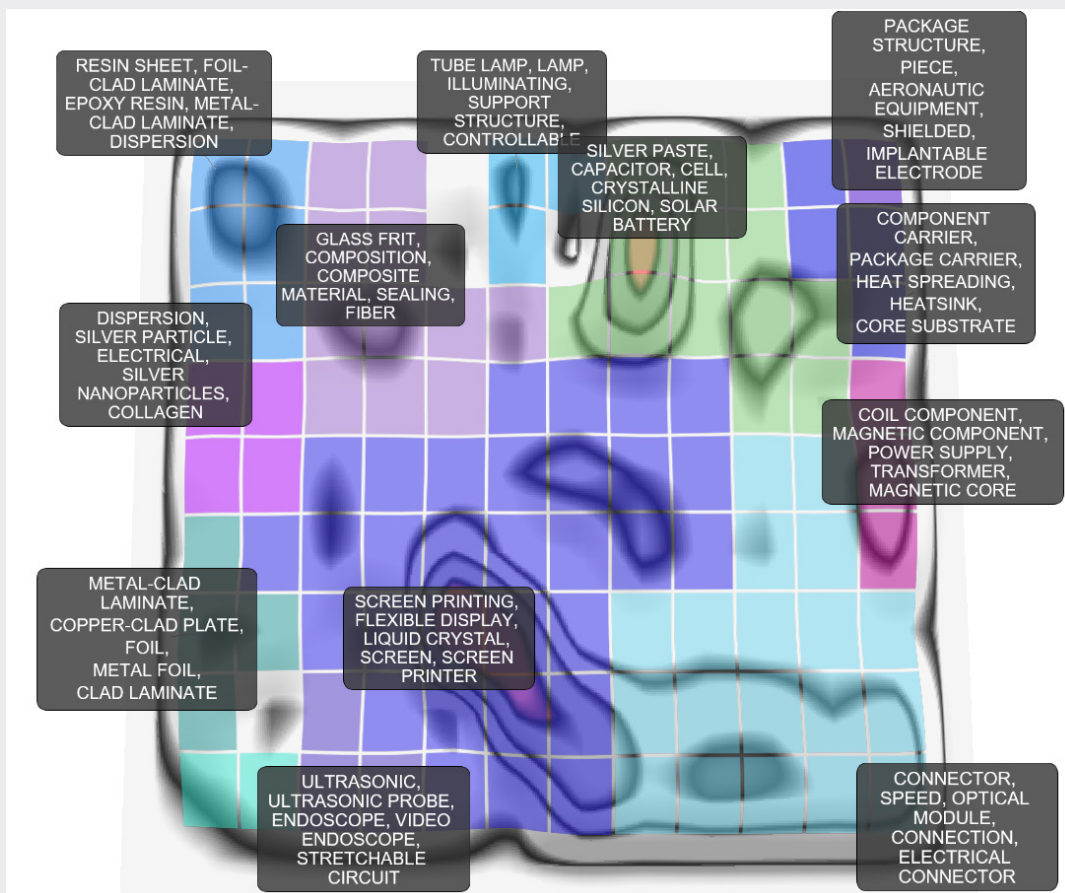 PACKAGE
STRUCTURE,
PIECE,
AERONAUTIC
EQUIPMENT,
SHIELDED,
IMPLANTABLE
ELECTRODE
RESIN SHEET, FOIL-
CLAD LAMINATE,
EPOXY RESIN, METAL-
CLAD LAMINATE,
DISPERSION
TUBE LAMP, LAMP,
ILLUMINATING,
SUPPORT
STRUCTURE,
CONTROLLABLE
SILVER PASTE,
CAPACITOR, CELL,
CRYSTALLINE
SILICON, SOLAR
BATTERY
COMPONENT
CARRIER,
PACKAGE CARRIER,
HEAT SPREADING,
HEATSINK,
CORE SUBSTRATE
GLASS FRIT,
COMPOSITION,
COMPOSITE
MATERIAL, SEALING,
FIBER
DISPERSION,
SILVER PARTICLE,
ELECTRICAL,
SILVER
NANOPARTICLES,
COLLAGEN
COIL COMPONENT,
MAGNETIC COMPONENT,
POWER SUPPLY,
TRANSFORMER,
MAGNETIC CORE
METAL-CLAD
LAMINATE,
COPPER-CLAD PLATE,
FOIL,
METAL FOIL,
CLAD LAMINATE
SCREEN PRINTING,
FLEXIBLE DISPLAY,
LIQUID CRYSTAL,
SCREEN, SCREEN
PRINTER
ULTRASONIC,
ULTRASONIC PROBE,
ENDOSCOPE, VIDEO
ENDOSCOPE,
STRETCHABLE
CIRCUIT
CONNECTOR,
SPEED, OPTICAL
MODULE,
CONNECTION,
ELECTRICAL
CONNECTOR